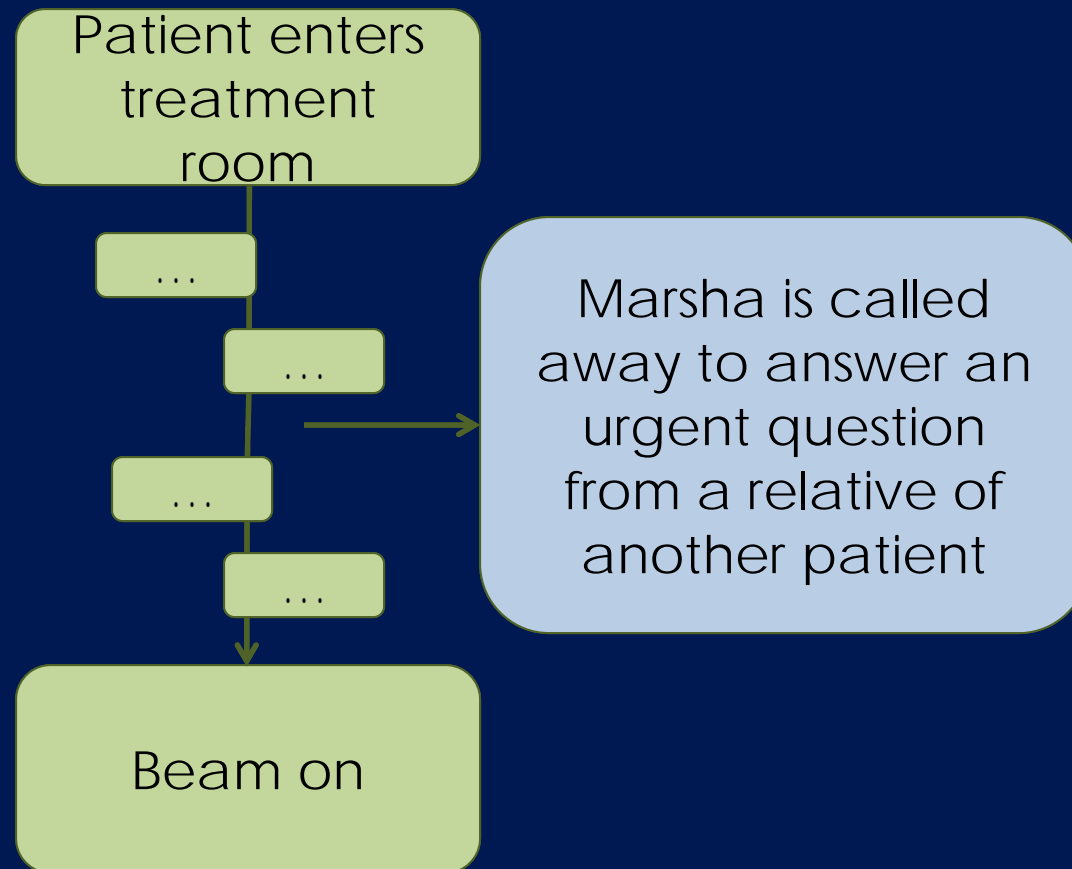 Patient enters
treatment
room
...
...
Marsha is called
away to answer an
urgent question
from a relative of
another patient
...
...
Beam on